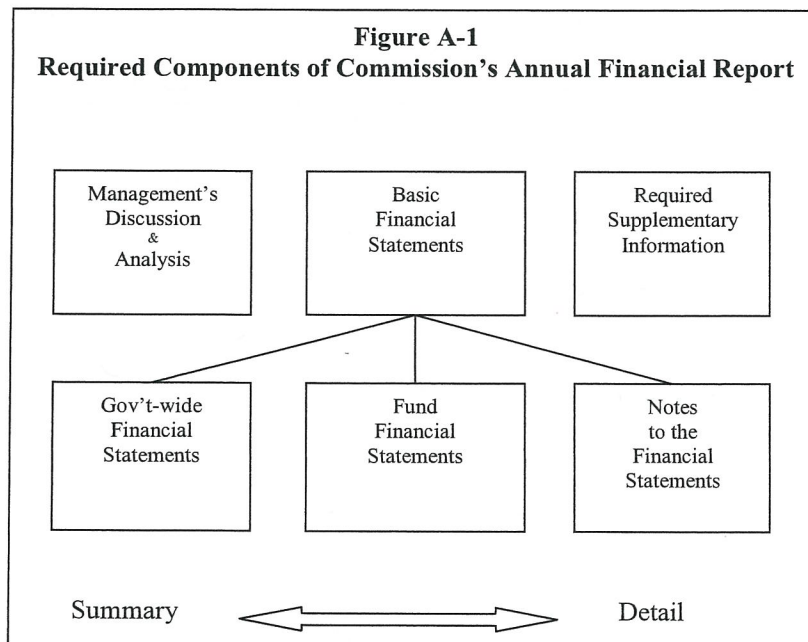 Figure A-1
Required Components of Commission's Annual Financial Report
Management's
Discussion
&
Analysis
Basic
Financial
Statements
Required
Supplementary
Information
Gov't-wide
Financial
Statements
Fund
Financial
Statements
Notes
to the
Financial
Statements
Summary
Detail